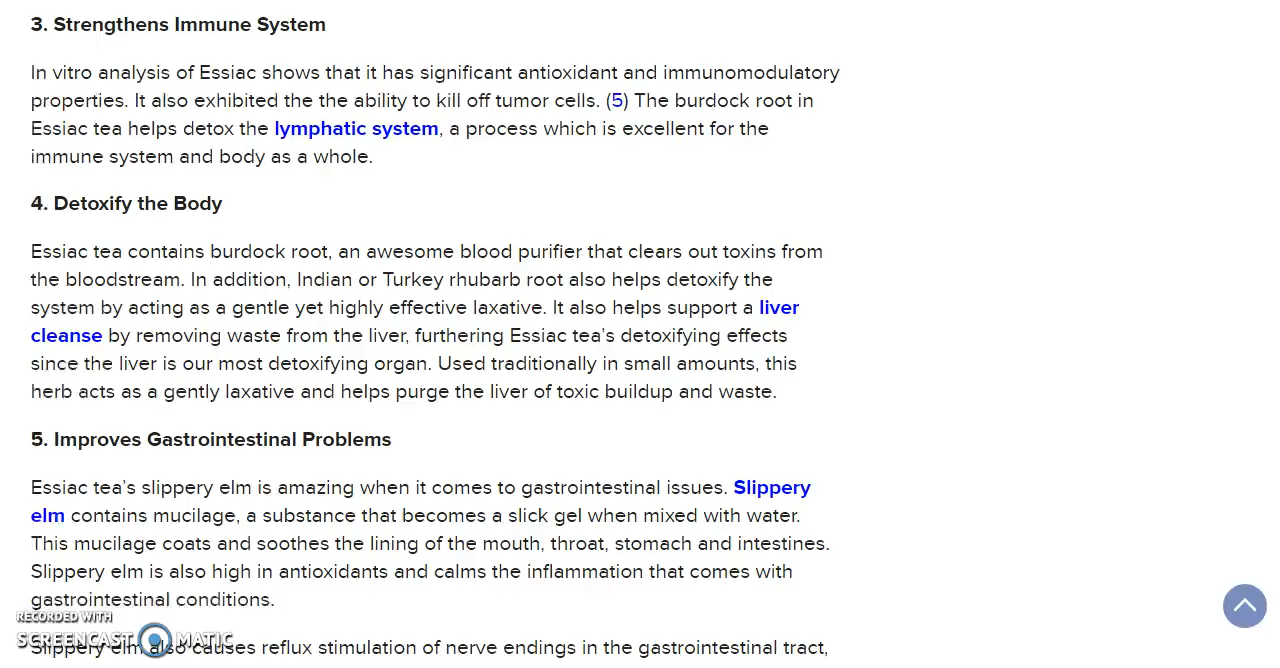 3. Strengthens Immune System
In vitro analysis of Essiac shows that it has significant antioxidant and immunomodulatory
properties. It also exhibited the the ability to kill off tumor cells. (5) The burdock root in
Essiac tea helps detox the lymphatic system, a process which is excellent for the
immune system and body as a whole.
4. Detoxify the Body
Essiac tea contains burdock root, an awesome blood purifier that clears out toxins from
the bloodstream. In addition, Indian or Turkey rhubarb root also helps detoxify the
system by acting as a gentle yet highly effective laxative. It also helps support a liver
cleanse by removing waste from the liver, furthering Essiac tea’s detoxifying effects
since the liver is our most detoxifying organ. Used traditionally in small amounts, this
herb acts as a gently laxative and helps purge the liver of toxic buildup and waste.
5. Improves Gastrointestinal Problems
Essiac tea’s slippery elm is amazing when it comes to gastrointestinal issues. Slippery
elm contains mucilage, a substance that becomes a slick gel when mixed with water.
This mucilage coats and soothes the lining of the mouth, throat, stomach and intestines.
Slippery elm is also high in antioxidants and calms the inflammation that comes with
gastrointestinal conditions.
RECORDED WITH
SCREENCAST MATIC
Slippery elm also causes reflux stimulation of nerve endings in the gastrointestinal tract,